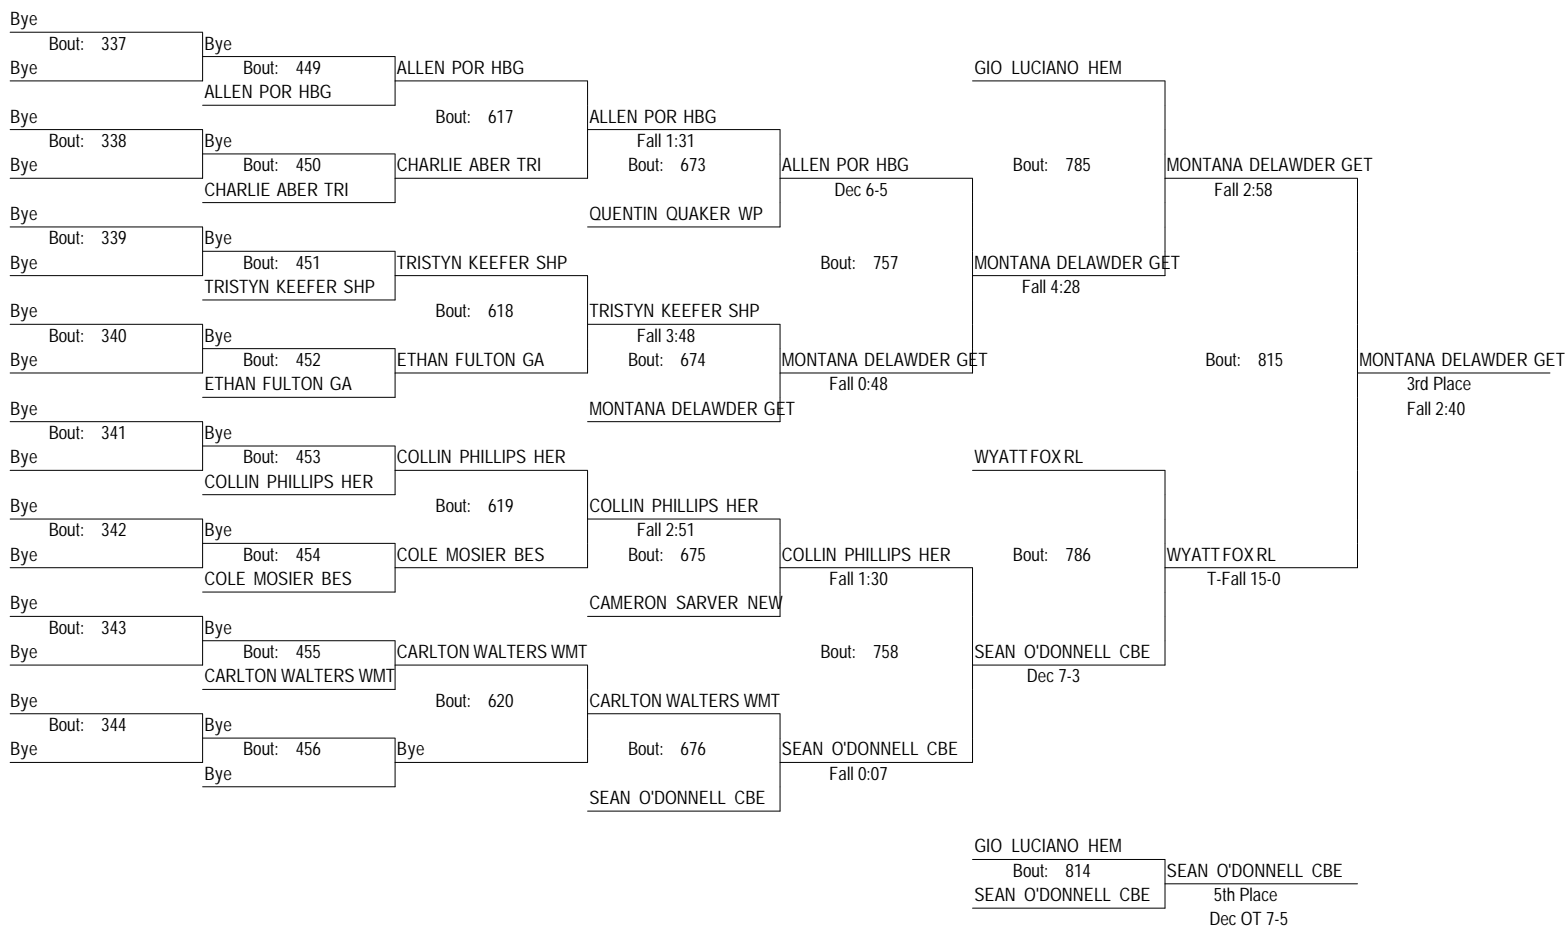 Bye
Bout: 337
Bye
Bye
Bout: 449
ALLEN POR HBG
ALLEN POR HBG
Bye
Bout: 338
Bye
Bye
Bout: 450
CHARLIE ABER TRI
CHARLIE ABER TRI
Bout: 617
ALLEN POR HBG
Fall 1:31
Bout: 673
QUENTIN QUAKER WP
ALLEN POR HBG
Dec 6-5
Bye
Bout: 339
Bye
Bye
Bout: 451
TRISTYN KEEFER SHP
TRISTYN KEEFER SHP
Bye
Bout: 340
Bye
Bye
Bout: 452
ETHAN FULTON GA
ETHAN FULTON GA
Bout: 618
TRISTYN KEEFER SHP
Fall 3:48
Bout: 674
MONTANA DELAWDER GET
MONTANA DELAWDER GET
Fall 0:48
Bout: 757
GIO LUCIANO HEM
Bout: 785
MONTANA DELAWDER GET
Fall 4:28
MONTANA DELAWDER GET
Fall 2:58
Bye
Bout: 341
Bye
Bye
Bout: 453
COLLIN PHILLIPS HER
COLLIN PHILLIPS HER
Bye
Bout: 342
Bye
Bye
Bout: 454
COLE MOSIER BES
COLE MOSIER BES
Bout: 619
COLLIN PHILLIPS HER
Fall 2:51
Bout: 675
CAMERON SARVER NEW
COLLIN PHILLIPS HER
Fall 1:30
Bye
Bout: 343
Bye
Bye
Bout: 455
CARLTON WALTERS WMT
CARLTON WALTERS WMT
Bye
Bout: 344
Bye
Bye
Bout: 456
Bye
Bye
Bout: 620
CARLTON WALTERS WMT
Bout: 676
SEAN O'DONNELL CBE
SEAN O'DONNELL CBE
Fall 0:07
Bout: 758
WYATT FOX RL
Bout: 786
SEAN O'DONNELL CBE
Dec 7-3
WYATT FOX RL
T-Fall 15-0
Bout: 815
MONTANA DELAWDER GET
3rd Place
Fall 2:40
GIO LUCIANO HEM
Bout: 814
SEAN O'DONNELL CBE
SEAN O'DONNELL CBE
5th Place
Dec OT 7-5